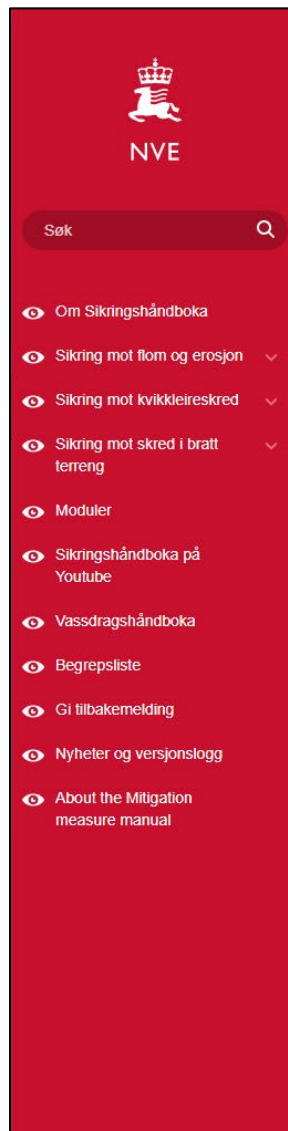 NVE
Søk
Om Sikringshåndboka
Sikring mot flom og erosjon
Sikring mot kvikkleireskred
Sikring mot skred i bratt
terreng
Moduler
Sikringshåndboka på
Youtube
Vassdragshåndboka
Begrepsliste
Gi tilbakemelding
Nyheter og versjonslogg
About the Mitigation
measure manual